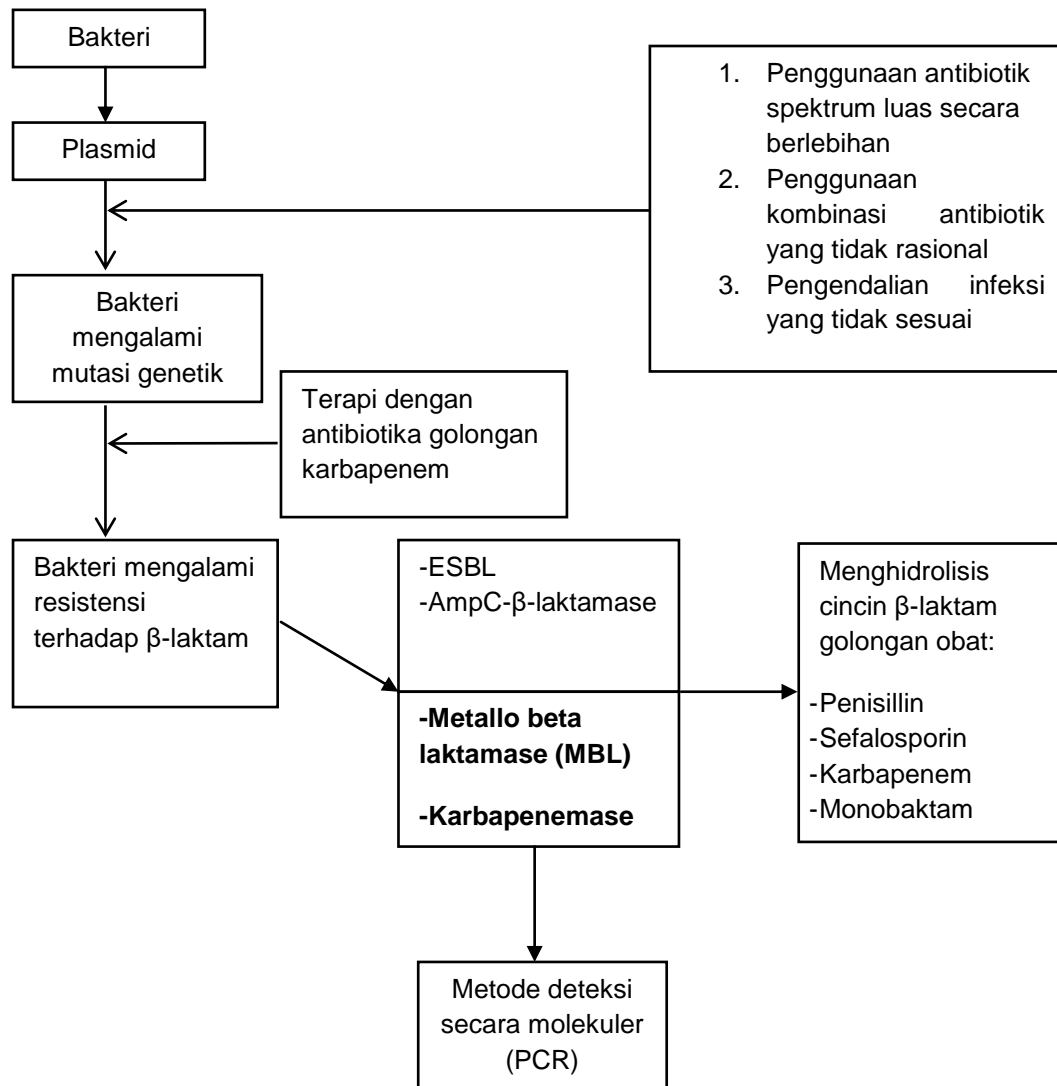 Bakteri
Plasmid
1. Penggunaan antibiotik
spektrum luas secara
berlebihan
2. Penggunaan
kombinasi antibiotik
yang tidak rasional
3. Pengendalian infeksi
yang tidak sesuai
Bakteri
mengalami
mutasi genetik
Terapi dengan
antibiotika golongan
karbapenem
Bakteri mengalami
resistensi
terhadap β-laktam
-ESBL
-AmpC-β-laktamase
-Metallo beta
laktamase (MBL)
-Karbapenemase
Menghidrolisis
cincin β-laktam
golongan obat:
-Penisillin
-Sefalosporin
-Karbapenem
-Monobaktam
Metode deteksi
secara molekuler
(PCR)